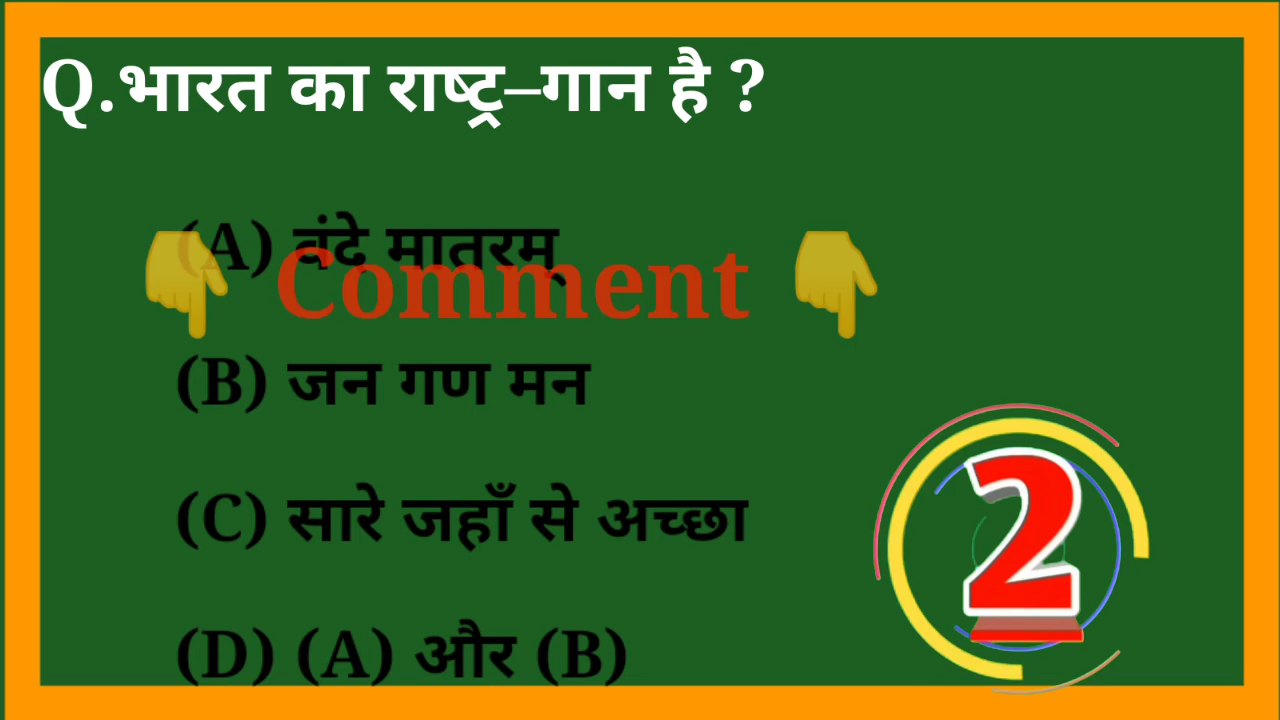 Q.भारत का राष्ट्र–गान है ?
(A) वंदे मातरम्
👇 Comment 👇
(B) जन गण मन
(C) सारे जहाँ से अच्छा
2
(D) (A) और (B)